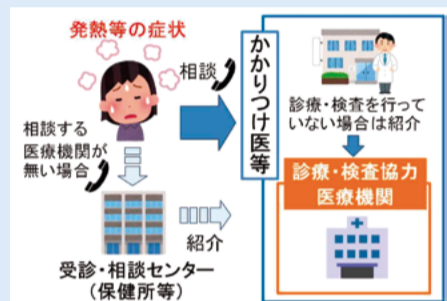 発熱等の症状
相談
相談する
医療機関が
無い場合
受診・相談センター
(保健所等)
紹介
かかりつけ医等
診療・検査を行って
いない場合は紹介
診療・検査協力
医療機関